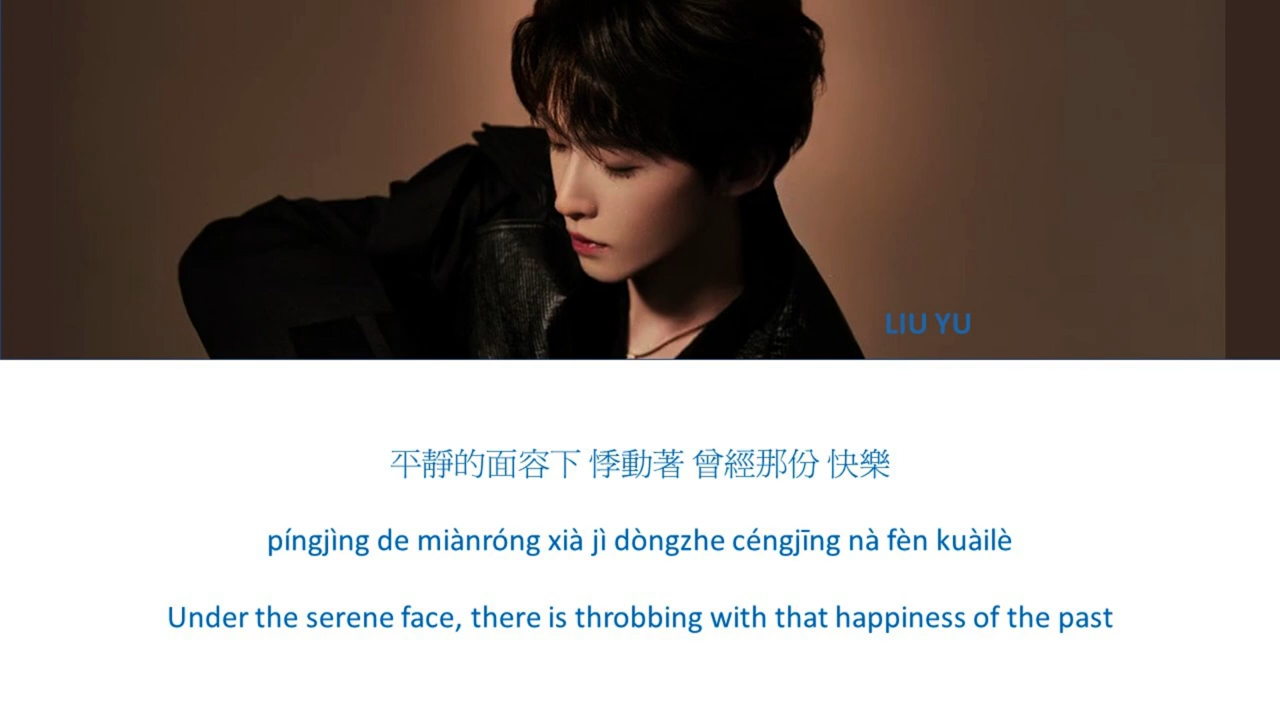 LIU YU
平靜的面容下 悸動著 曾經那份 快樂
píngjìng de miànróng xià jì dòngzhe céngjīng nà fèn kuàilè
Under the serene face, there is throbbing with that happiness of the past